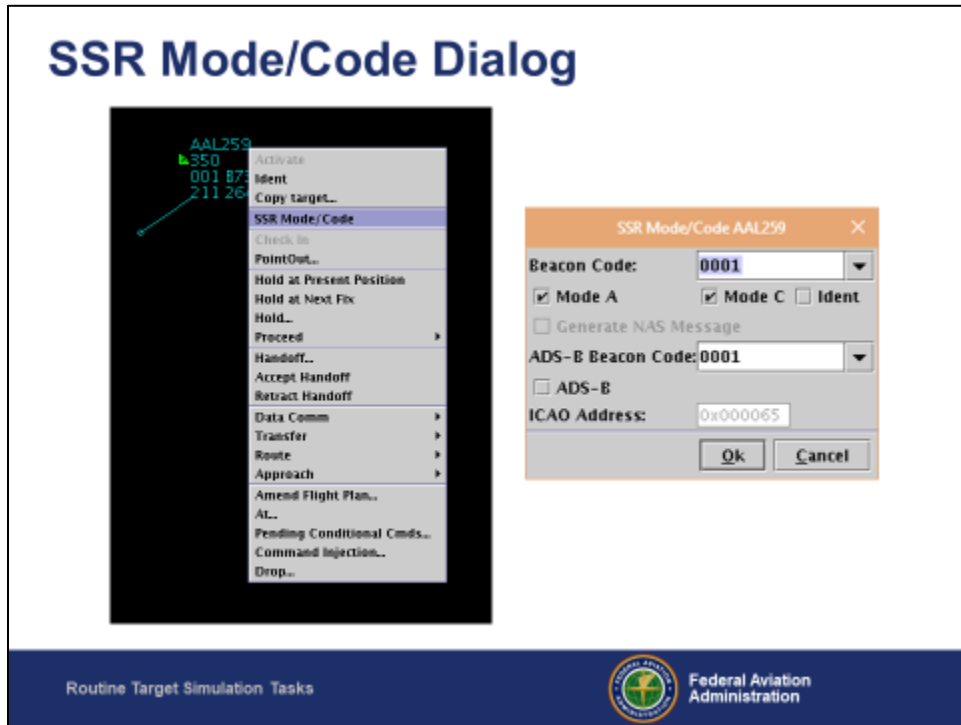 SSR Mode/Code Dialog
AAL259
350
001 B73
211 264
Activate
Ident
Copy target...
SSR Mode/Code
Check In
PointOut...
Hold at Present Position
Hold at Next Fix
Hold...
Proceed
Handoff...
Accept Handoff
Retract Handoff
Data Comm
Transfer
Route
Approach
Amend Flight Plan...
At...
Pending Conditional Cmds...
Command Injection...
Drop...
SSR Mode/Code AAL259
Beacon Code: 0001
Mode A Mode C Ident
Generate NAS Message
ADS-B Beacon Code: 0001
ADS-B
ICAO Address: 0x000065
Ok Cancel
Routine Target Simulation Tasks
Federal Aviation
Administration